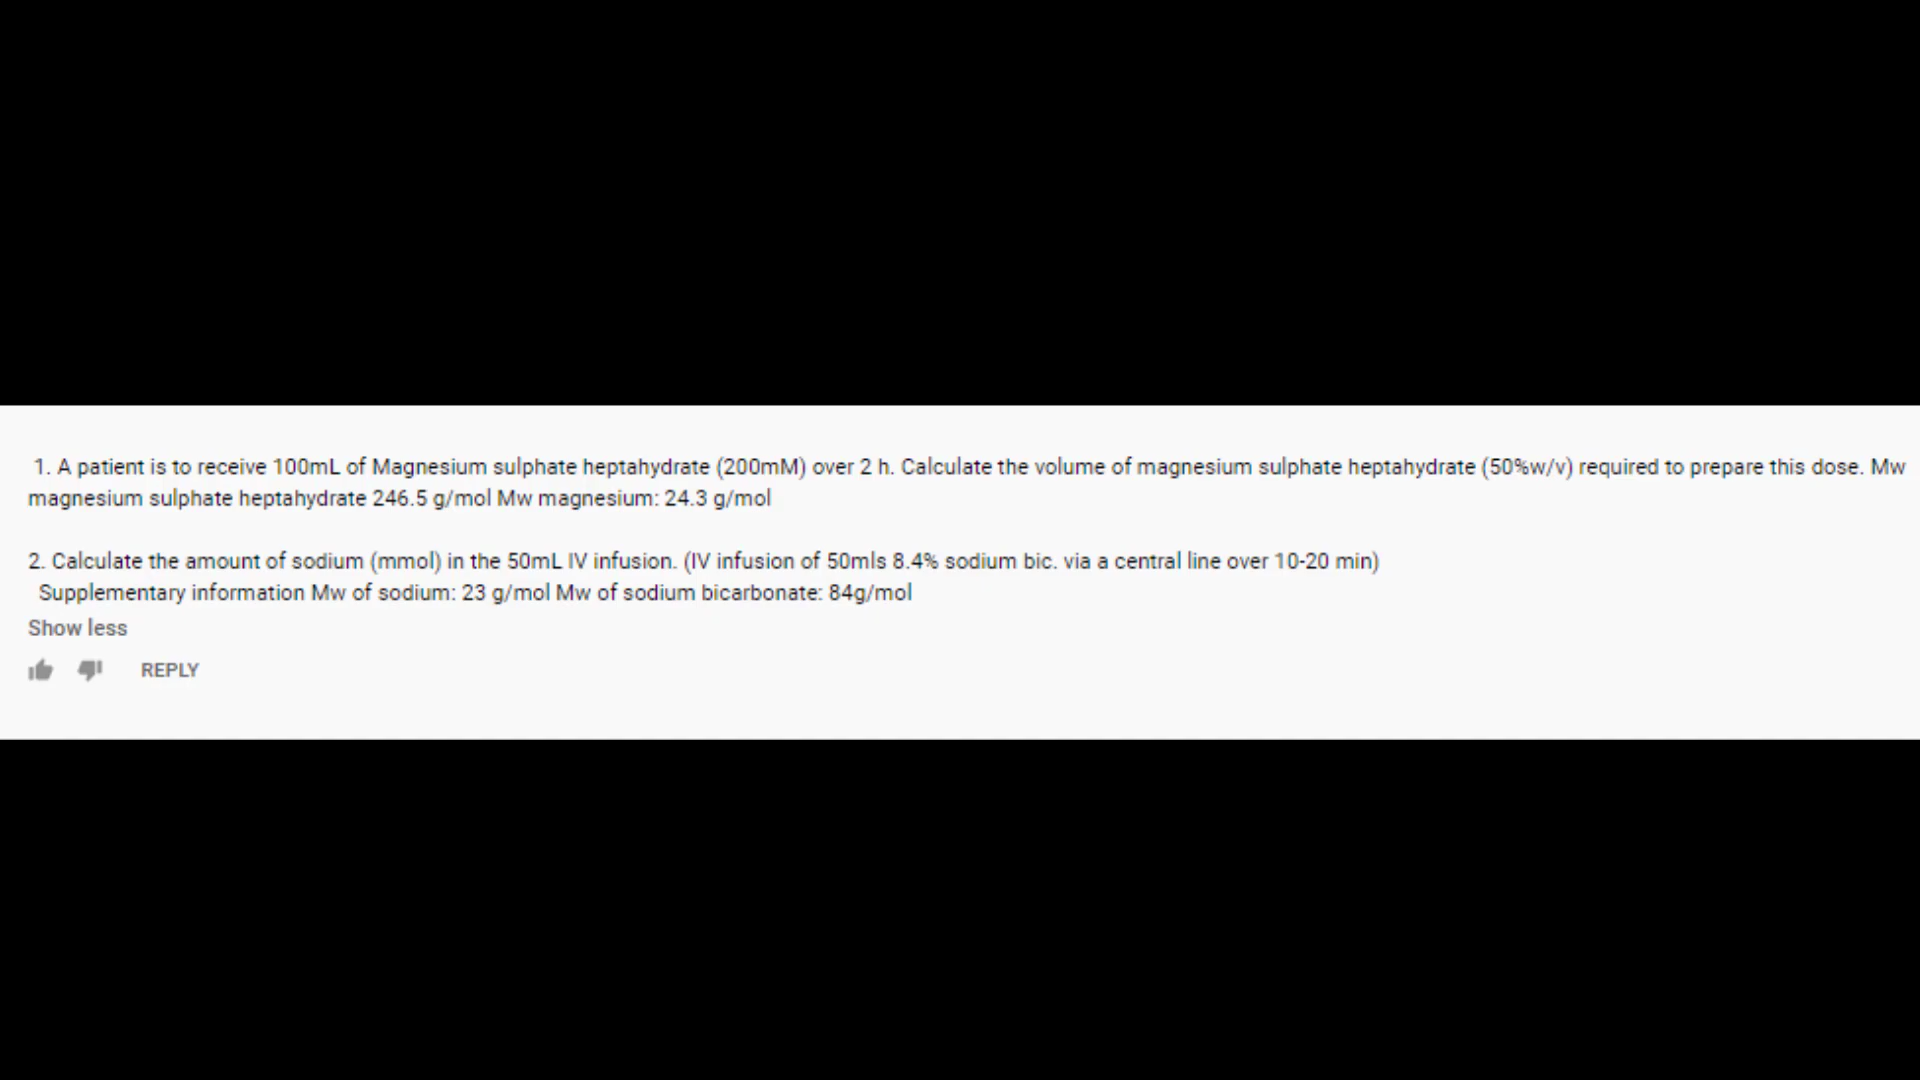 1. A patient is to receive 100mL of Magnesium sulphate heptahydrate (200mM) over 2 h. Calculate the volume of magnesium sulphate heptahydrate (50%w/v) required to prepare this dose. Mw
magnesium sulphate heptahydrate 246.5 g/mol Mw magnesium: 24.3 g/mol
2. Calculate the amount of sodium (mmol) in the 50mL IV infusion. (IV infusion of 50mls 8.4% sodium bic. via a central line over 10-20 min)
Supplementary information Mw of sodium: 23 g/mol Mw of sodium bicarbonate: 84g/mol
Show less
REPLY